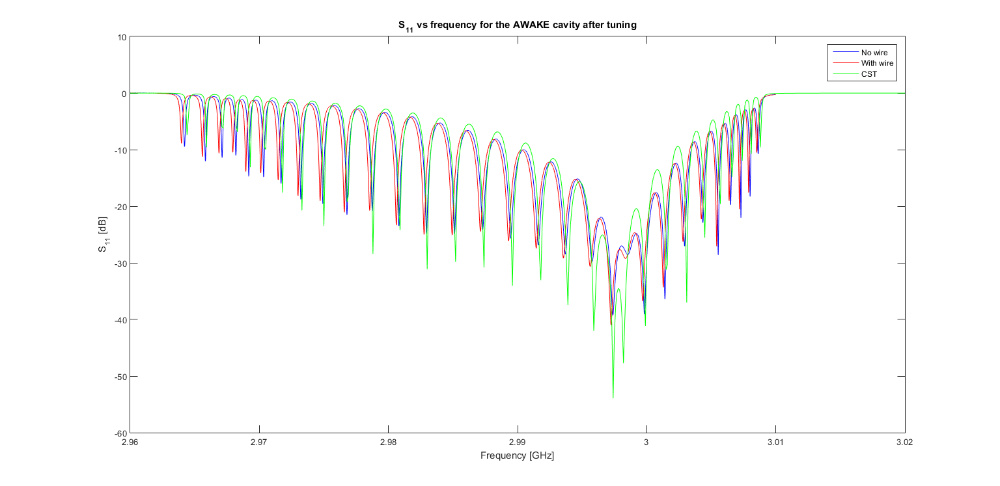 S11 vs frequency for the AWAKE cavity after tuning
No wire
With wire
CST
10
0
-10
-20
-30
-40
-50
-60
S11 [dB]
2.96 2.97 2.98 2.99 3 3.01 3.02
Frequency [GHz]